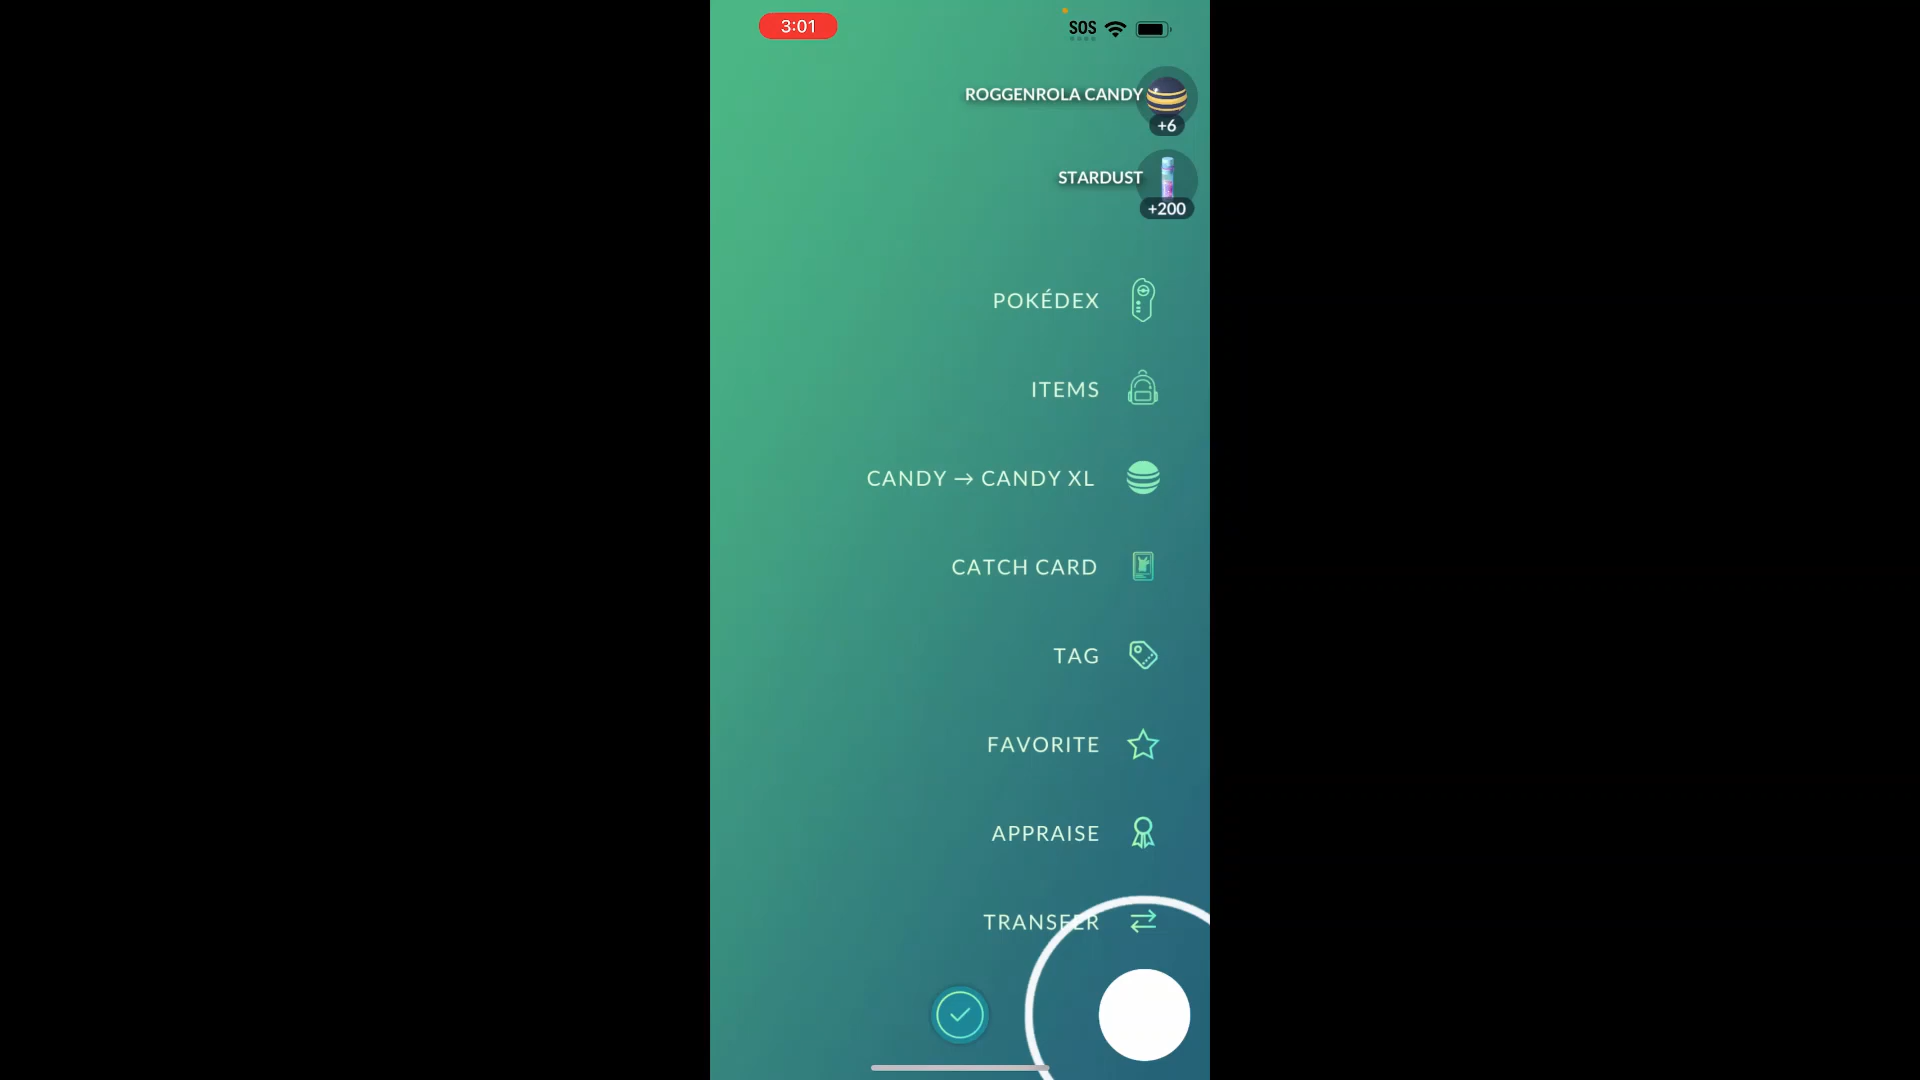 3:01
SOS
ROGGENROLA CANDY
+6
STARDUST
+200
POKÉDEX
ITEMS
CANDY → CANDY XL
CATCH CARD
TAG
FAVORITE
APPRAISE
TRANSFER